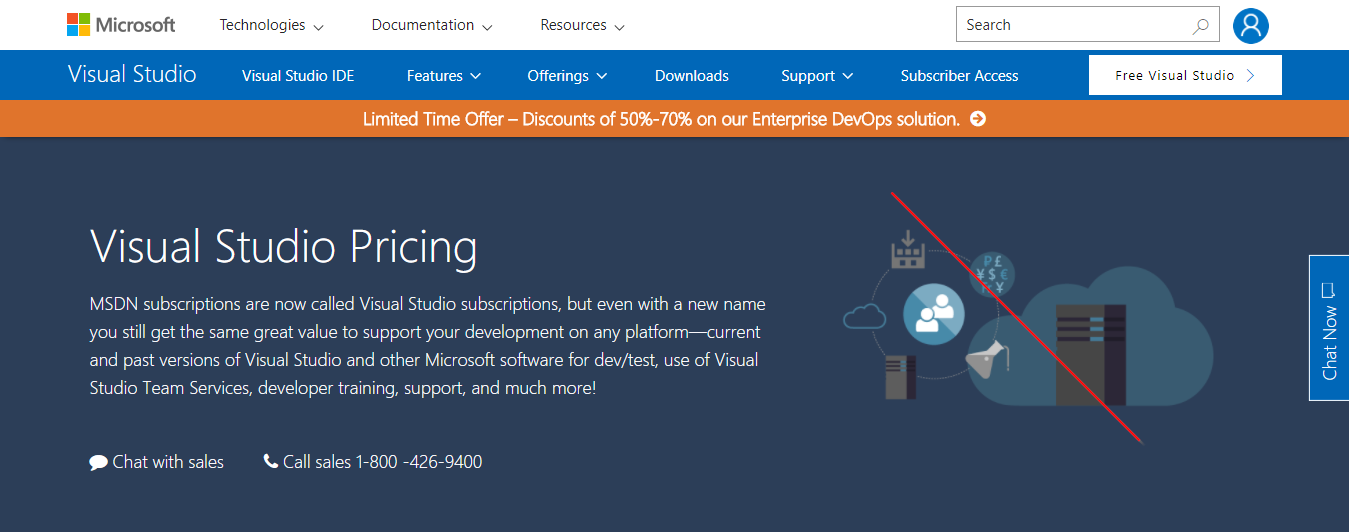 Microsoft Technologies Documentation Resources Search
Visual Studio Visual Studio IDE Features Offerings Downloads Support Subscriber Access Free Visual Studio
Limited Time Offer – Discounts of 50%-70% on our Enterprise DevOps solution.
Visual Studio Pricing
MSDN subscriptions are now called Visual Studio subscriptions, but even with a new name
you still get the same great value to support your development on any platform—current
and past versions of Visual Studio and other Microsoft software for dev/test, use of Visual
Studio Team Services, developer training, support, and much more!
Chat with sales Call sales 1-800 -426-9400
Chat Now